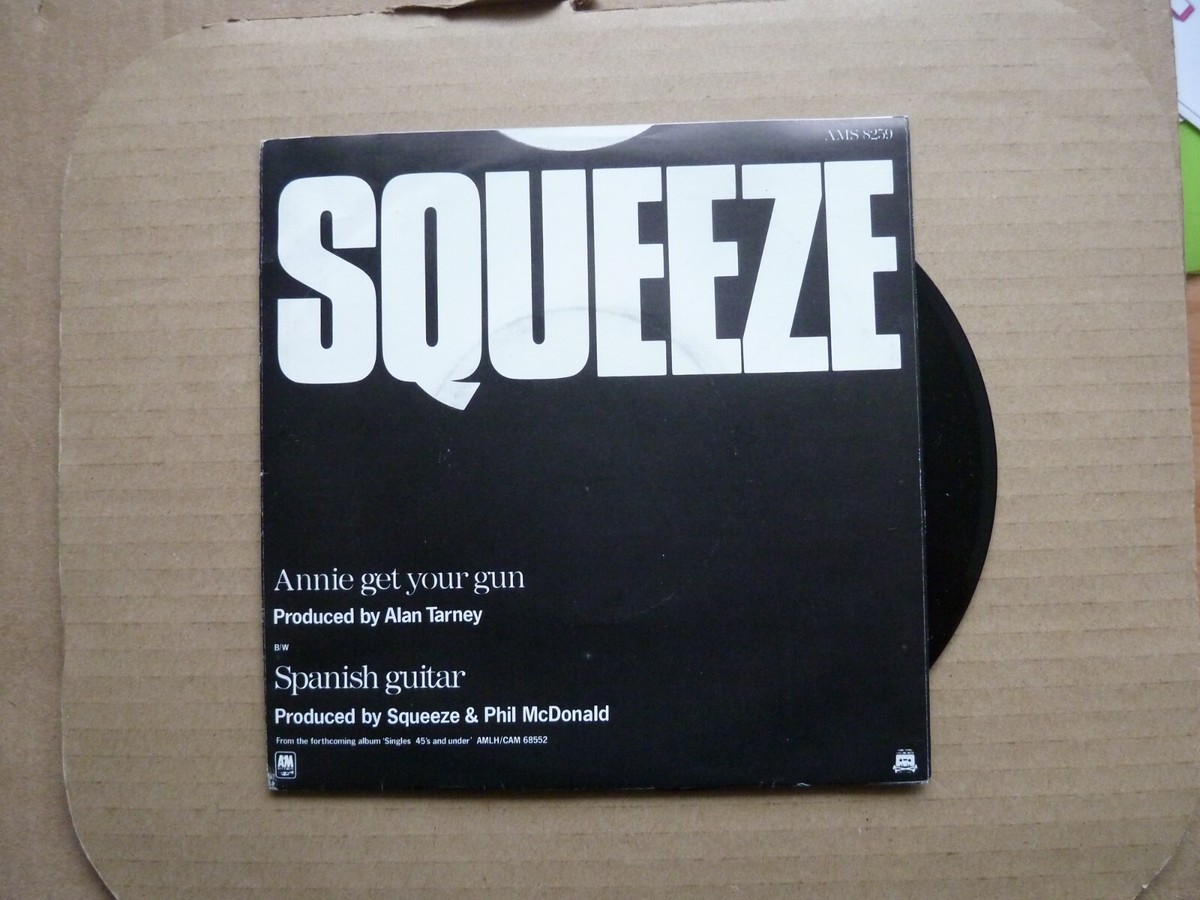 AMS 8259
SQUEEZE
Annie get your gun
Produced by Alan Tarney
B/W
Spanish guitar
Produced by Squeeze & Phil McDonald
From the forthcoming album 'Singles 45's and under' AMLH/CAM 68552
AM